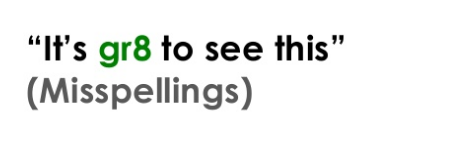 “It’s gr8 to see this”
(Misspellings)